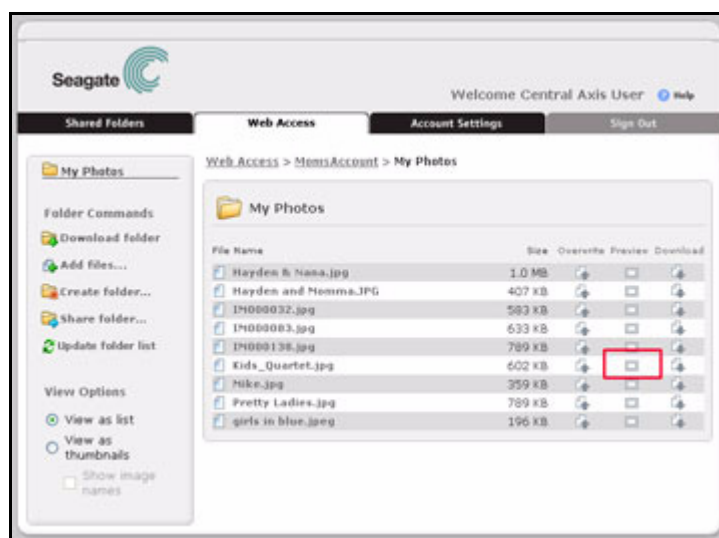 Seagate
Welcome Central Axis User Help
Shared Folders Web Access Account Settings Sign Out
My Photos
Web Access > MomsAccount > My Photos
Folder Commands
Download folder
Add files...
Create folder...
Share folder...
Update folder list
View Options
View as list
View as
thumbnails
Show image
names
My Photos
File Name Size Overwrite Preview Download
Hayden & Nana.jpg 1.0 MB
Hayden and Momma.JPG 407 KB
IM000032.jpg 583 KB
IM000083.jpg 633 KB
IM000138.jpg 789 KB
Kids_Quartet.jpg 602 KB
Mike.jpg 359 KB
Pretty Ladies.jpg 789 KB
girls in blue.jpeg 196 KB